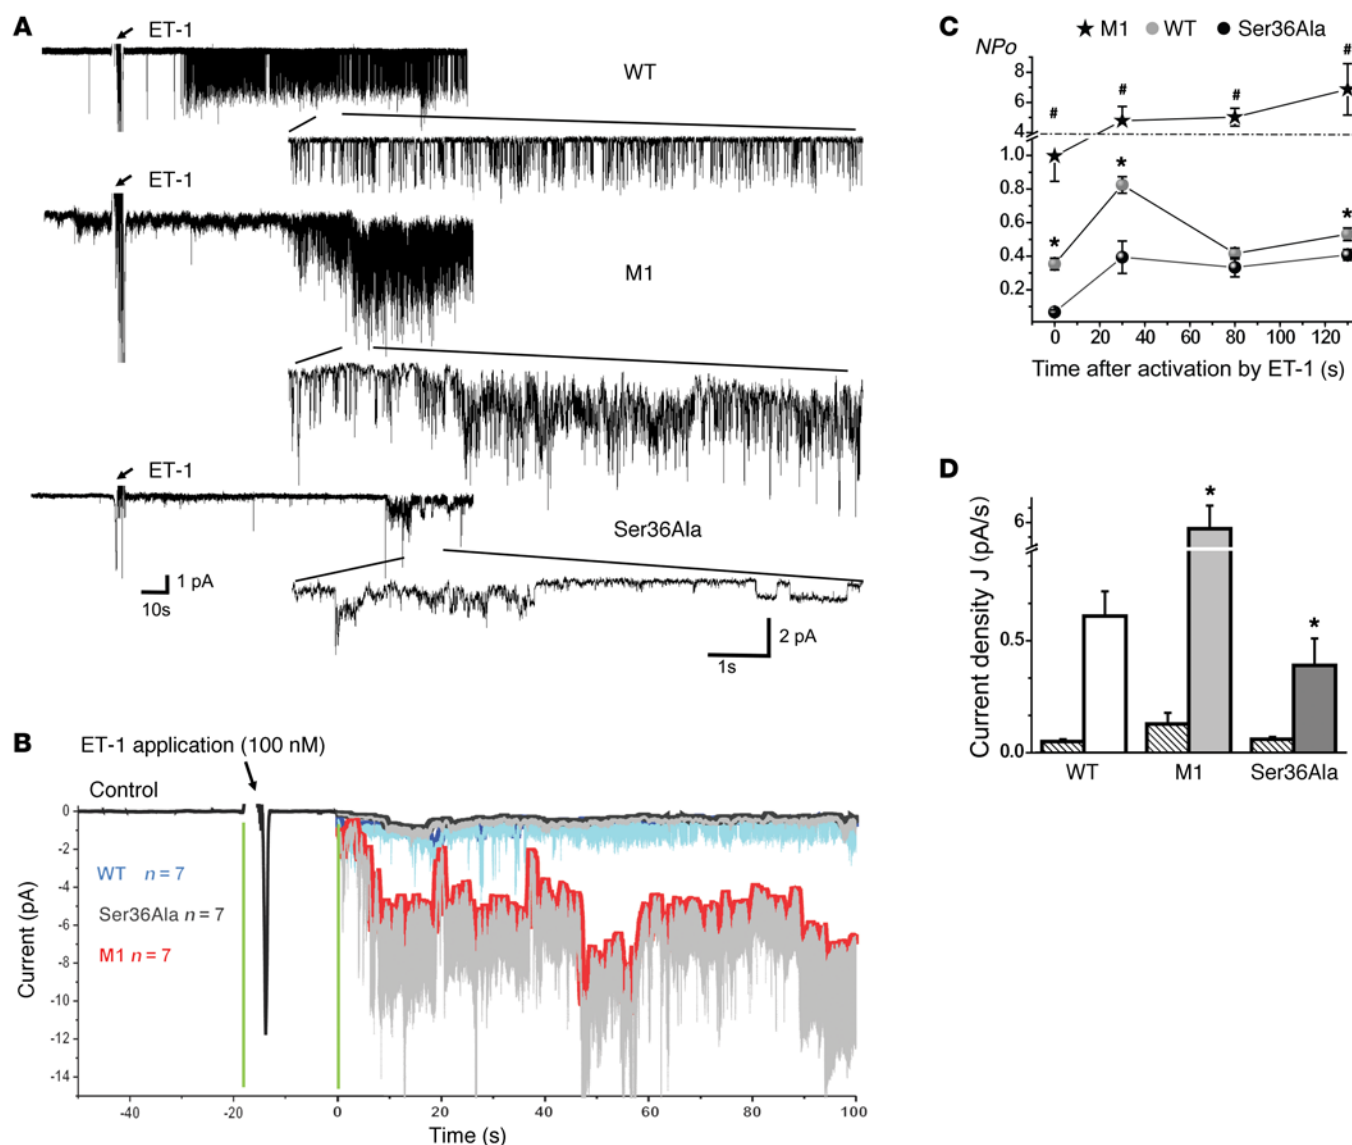 A
ET-1
WT
ET-1
M1
ET-1
Ser36Ala
1 pA
10s
2 pA
1s
B
ET-1 application (100 nM)
Control
0
-2
-4
-6
-8
-10
-12
-14
WT n = 7
Ser36Ala n = 7
M1 n = 7
Current (pA)
-40 -20 0 20 40 60 80 100
Time (s)
C
★ M1 WT Ser36Ala
NPo
8
6
4
1.0
0.8
0.6
0.4
0.2
# # # #
* * *
0 20 40 60 80 100 120
Time after activation by ET-1 (s)
D
Current density J (pA/s)
6
0.5
0.0
* *
WT M1 Ser36Ala